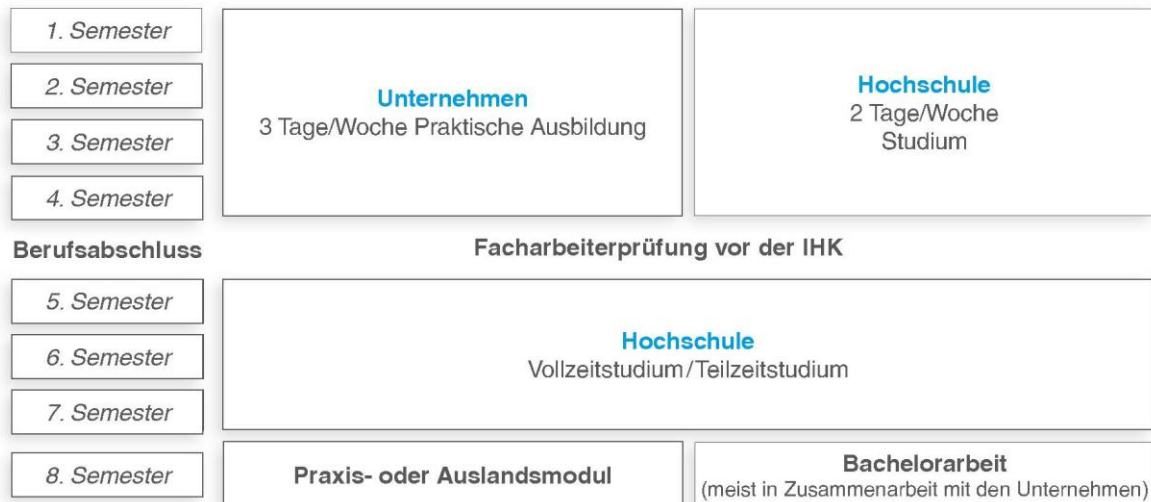 1. Semester
2. Semester
3. Semester
4. Semester
Unternehmen
3 Tage/Woche Praktische Ausbildung
Hochschule
2 Tage/Woche
Studium
Berufsabschluss
Facharbeiterprüfung vor der IHK
5. Semester
6. Semester
7. Semester
Hochschule
Vollzeitstudium/Teilzeitstudium
8. Semester
Praxis- oder Auslandsmodul
Bachelorarbeit
(meist in Zusammenarbeit mit den Unternehmen)